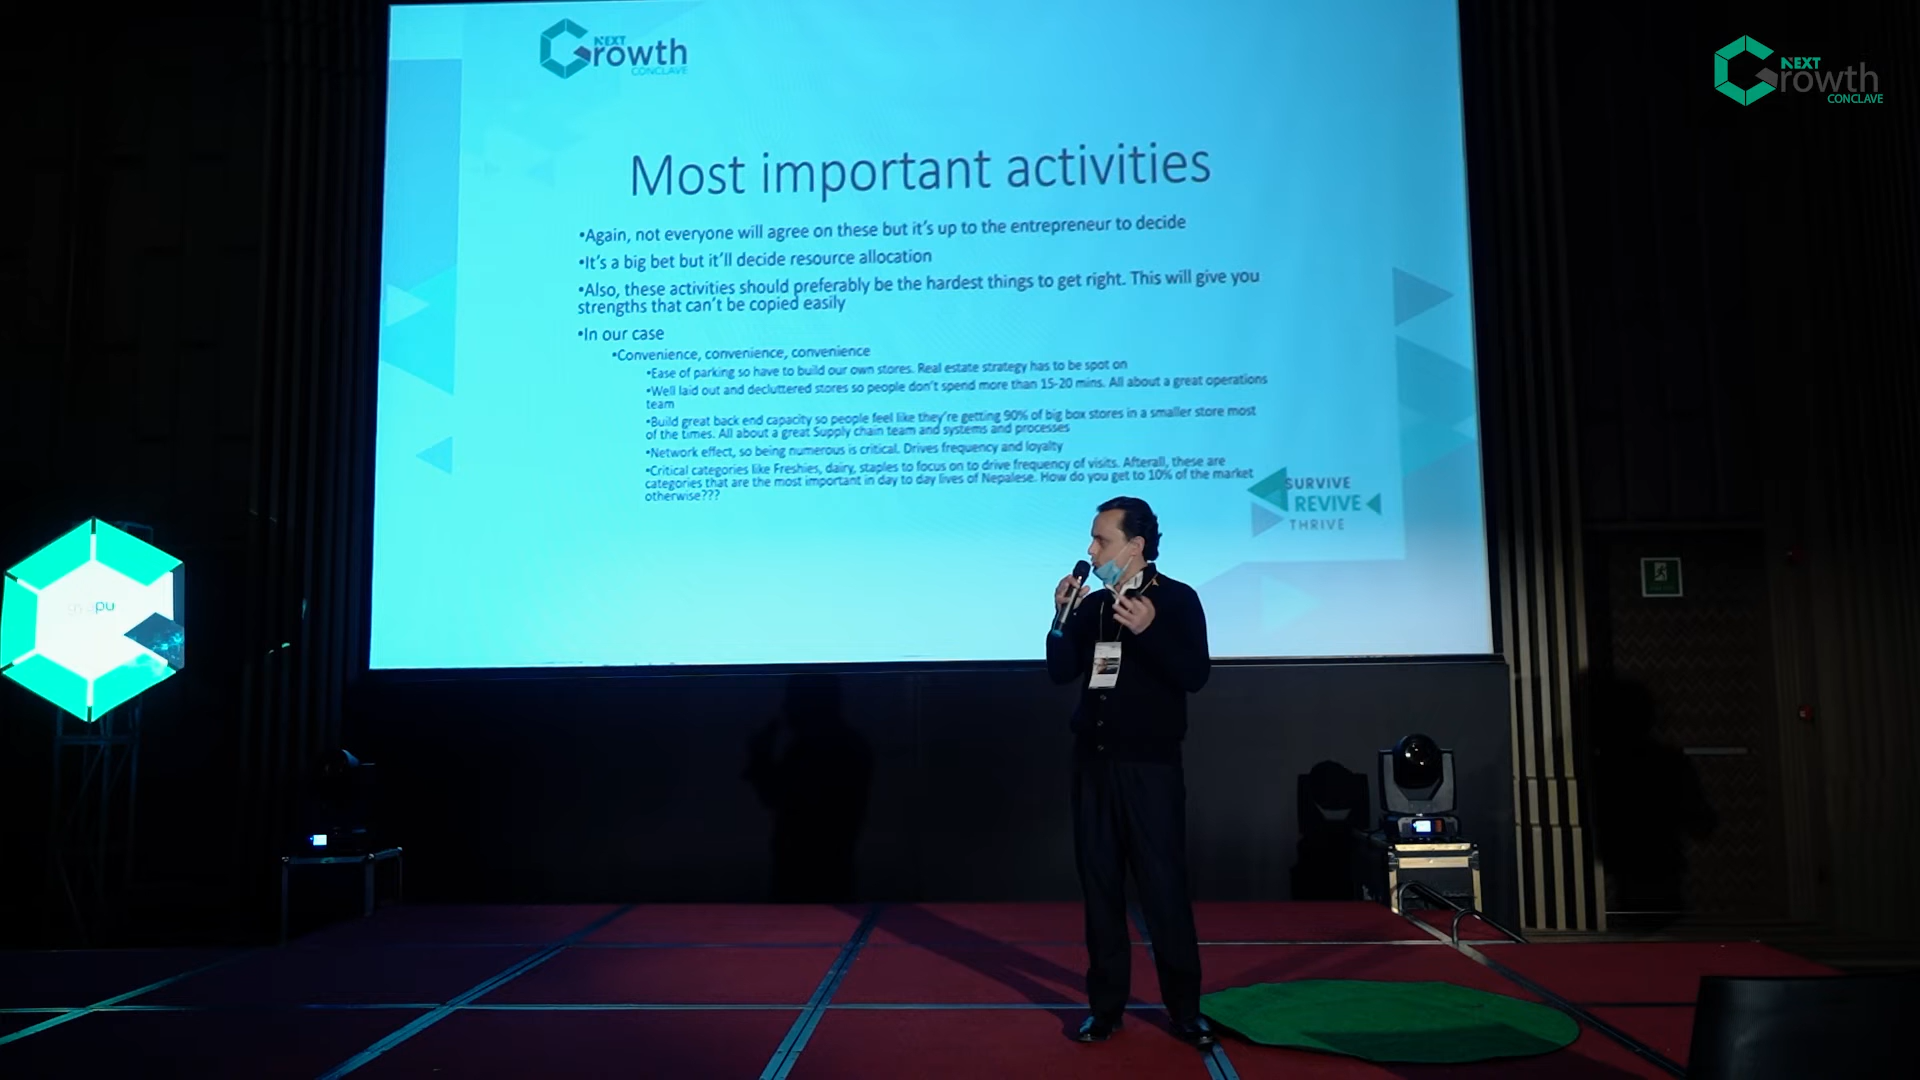 NEXT
Growth
CONCLAVE
NEXT
Growth
CONCLAVE
Most important activities
•Again, not everyone will agree on these but it's up to the entrepreneur to decide
•It's a big bet but it'll decide resource allocation
•Also, these activities should preferably be the hardest things to get right. This will give you
strengths that can't be copied easily
•In our case
•Convenience, convenience, convenience
•Ease of parking so have to build our own stores. Real estate strategy has to be spot on
•Well laid out and decluttered stores so people don't spend more than 15-20 mins. All about a great operations
team
•Build great back end capacity so people feel like they're getting 90% of big box stores in a smaller store most
of the times. All about a great Supply chain team and systems and processes
•Network effect, so being numerous is critical. Drives frequency and loyalty
•Critical categories like Freshies, dairy, staples to focus on to drive frequency of visits. Afterall, these are
categories that are the most important in day to day lives of Nepalese. How do you get to 10% of the market
otherwise???
SURVIVE
REVIVE
THRIVE